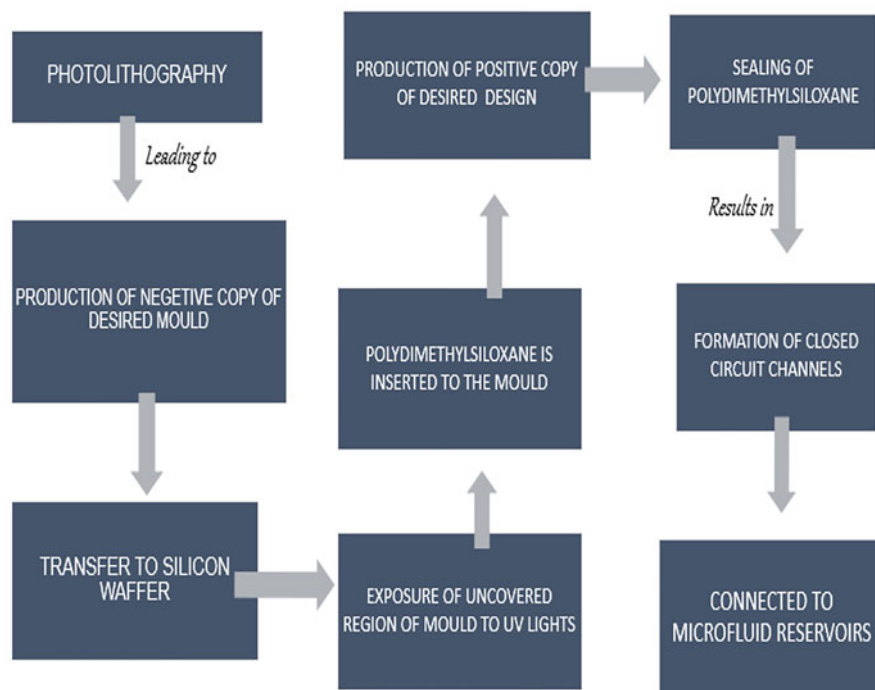 PHOTOLITHOGRAPHY
Leading to
PRODUCTION OF NEGETIVE COPY OF
DESIRED MOULD
TRANSFER TO SILICON
WAFFER
EXPOSURE OF UNCOVERED
REGION OF MOULD TO UV LIGHTS
POLYDIMETHYLSILOXANE IS
INSERTED TO THE MOULD
PRODUCTION OF POSITIVE COPY
OF DESIRED DESIGN
SEALING OF
POLYDIMETHYLSILOXANE
Results in
FORMATION OF CLOSED
CIRCUIT CHANNELS
CONNECTED TO
MICROFLUID RESERVOIRS